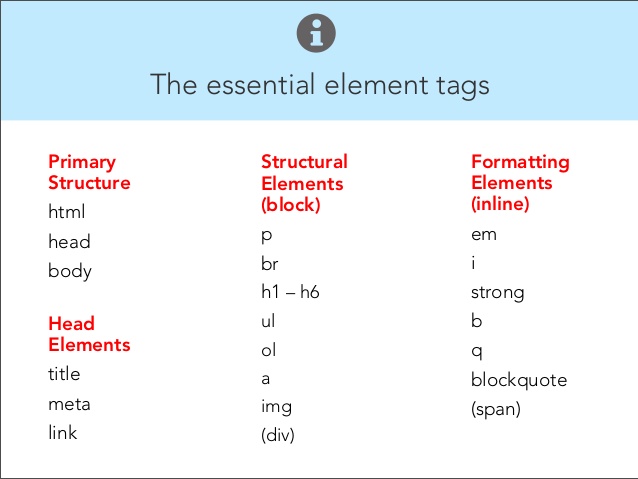 The essential element tags
Primary
Structure
html
head
body
Head
Elements
title
meta
link
Structural
Elements
(block)
p
br
h1 – h6
ul
ol
a
img
(div)
Formatting
Elements
(inline)
em
i
strong
b
q
blockquote
(span)